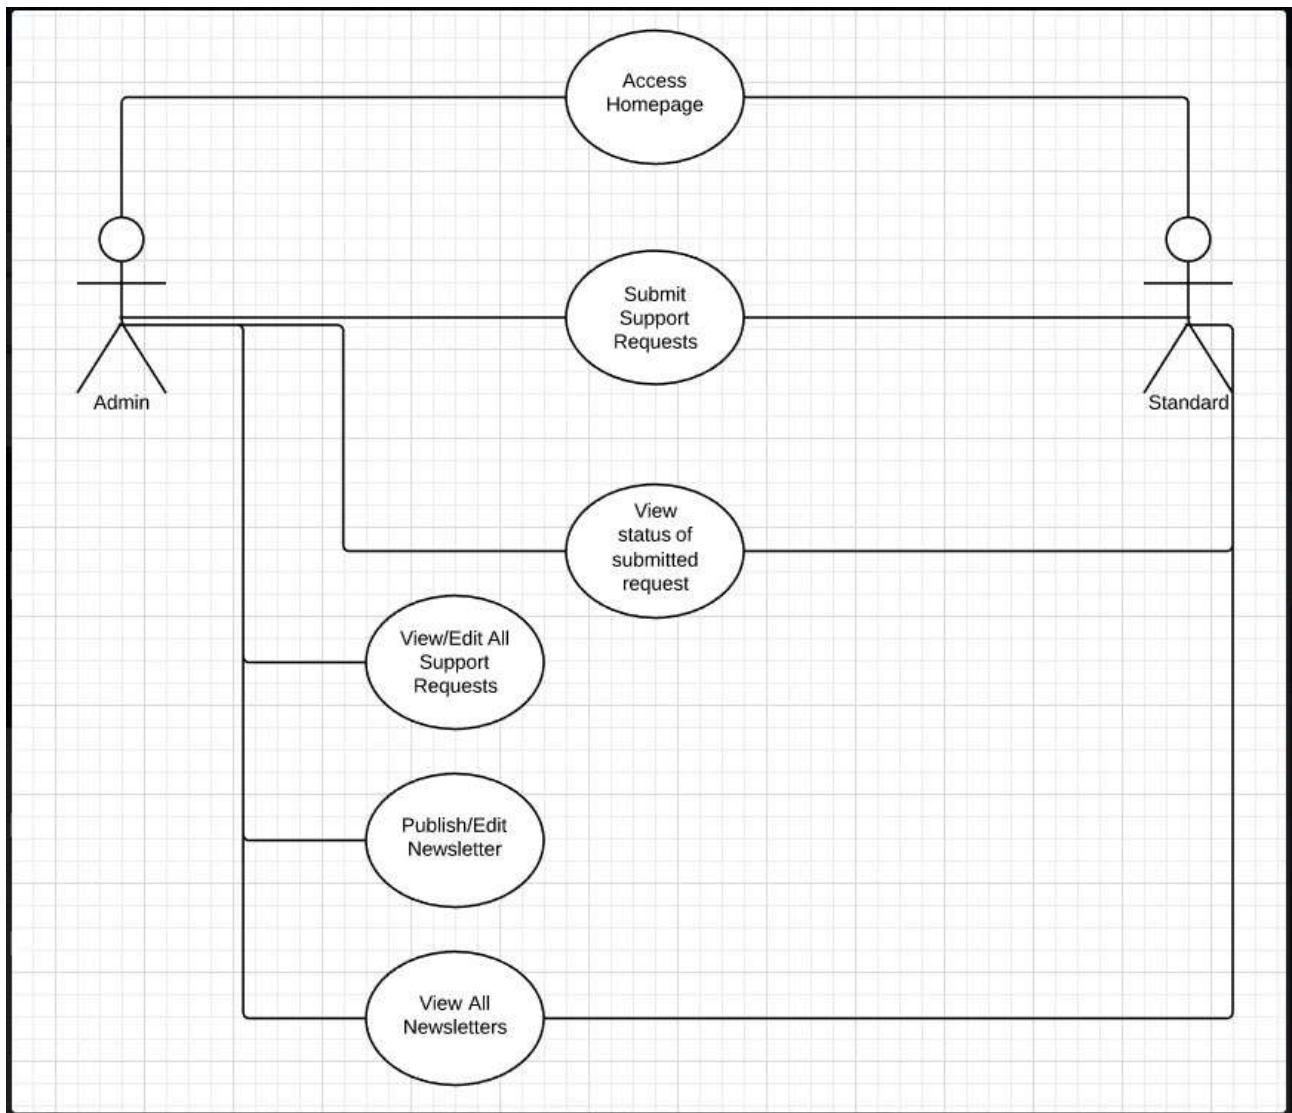 Access
Homepage
Submit
Support
Requests
Admin
Standard
View
status of
submitted
request
View/Edit All
Support
Requests
Publish/Edit
Newsletter
View All
Newsletters